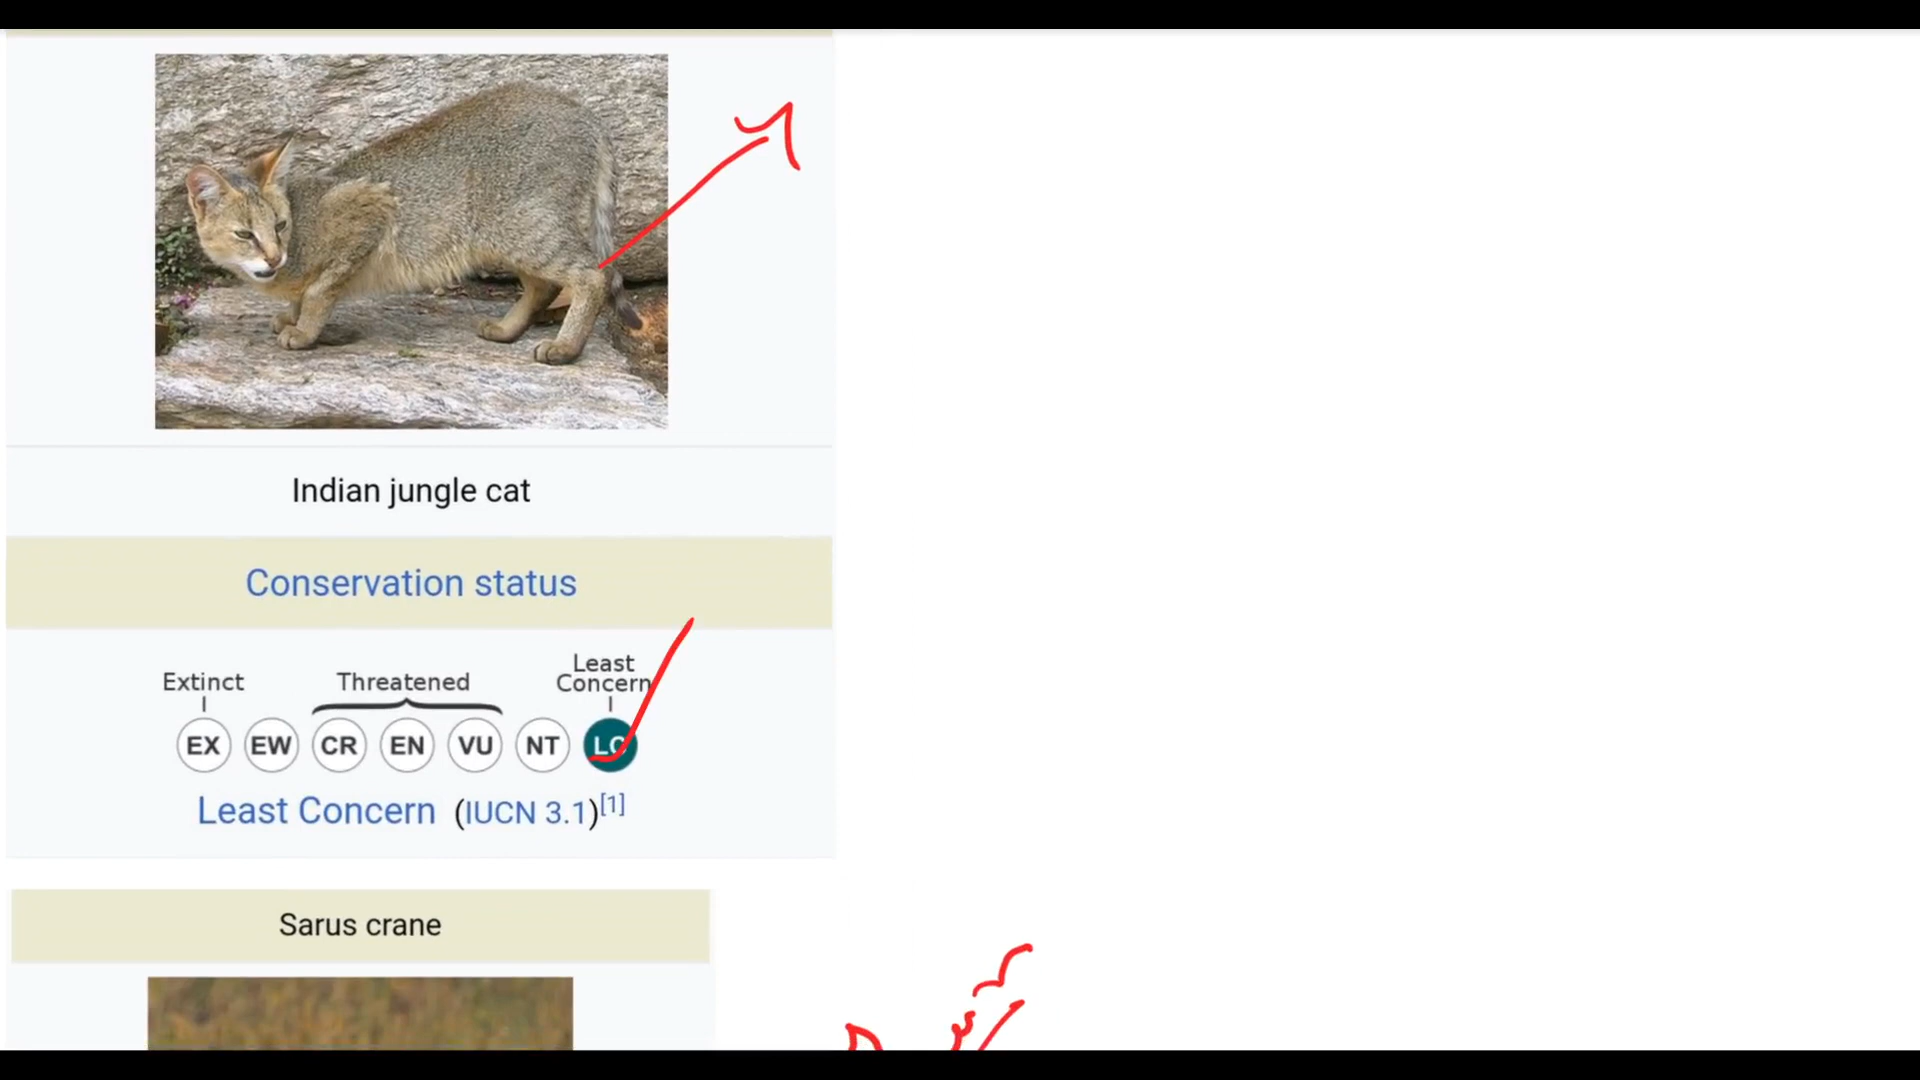 Indian jungle cat
Conservation status
Extinct Threatened Least Concern
EX EW CR EN VU NT LC
Least Concern (IUCN 3.1)[1]
Sarus crane